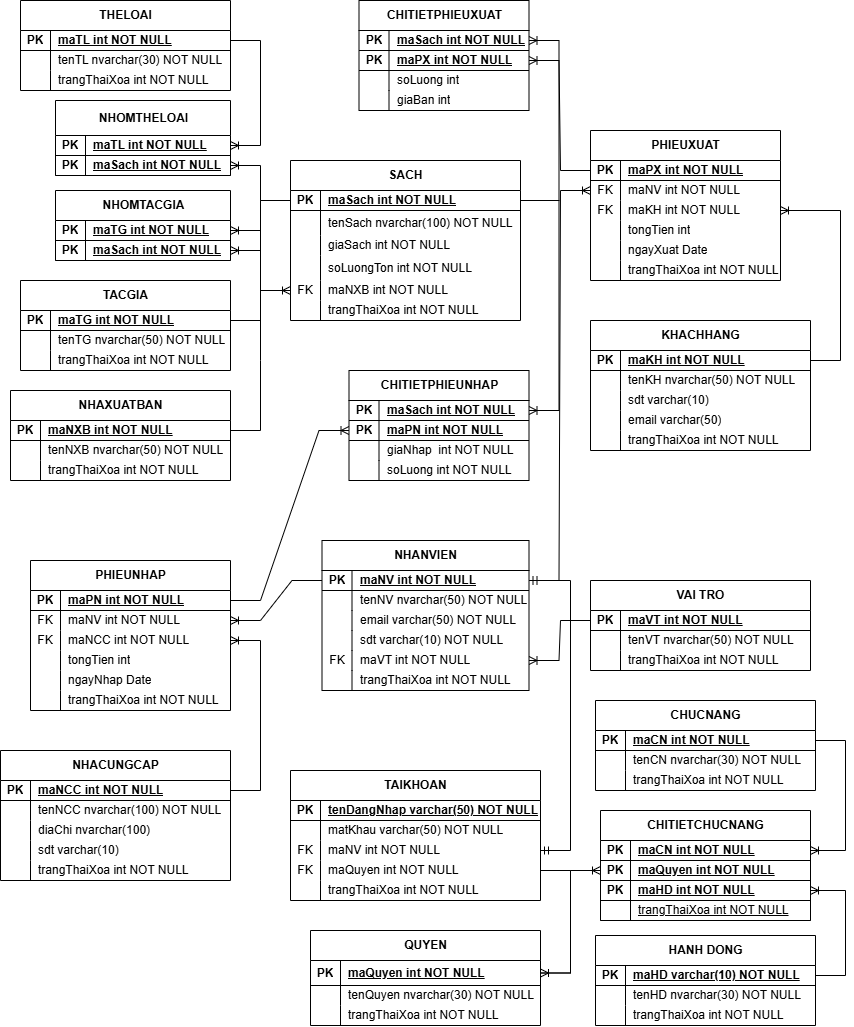 THELOAI
PK maTL int NOT NULL
tenTL nvarchar(30) NOT NULL
trangThaiXoa int NOT NULL
NHOMTHELOAI
PK maTL int NOT NULL
PK maSach int NOT NULL
NHOMTACGIA
PK maTG int NOT NULL
PK maSach int NOT NULL
TACGIA
PK maTG int NOT NULL
tenTG nvarchar(50) NOT NULL
trangThaiXoa int NOT NULL
NHAXUATBAN
PK maNXB int NOT NULL
tenNXB nvarchar(50) NOT NULL
trangThaiXoa int NOT NULL
CHITIETPHIEUXUAT
PK maSach int NOT NULL
PK maPX int NOT NULL
soLuong int
giaBan int
SACH
PK maSach int NOT NULL
tenSach nvarchar(100) NOT NULL
giaSach int NOT NULL
soLuongTon int NOT NULL
FK maNXB int NOT NULL
trangThaiXoa int NOT NULL
PHIEUXUAT
PK maPX int NOT NULL
FK maNV int NOT NULL
FK maKH int NOT NULL
tongTien int
ngayXuat Date
trangThaiXoa int NOT NULL
KHACHHANG
PK maKH int NOT NULL
tenKH nvarchar(50) NOT NULL
sdt varchar(10)
email varchar(50)
trangThaiXoa int NOT NULL
CHITIETPHIEUNHAP
PK maSach int NOT NULL
PK maPN int NOT NULL
giaNhap int NOT NULL
soLuong int NOT NULL
PHIEUNHAP
PK maPN int NOT NULL
FK maNV int NOT NULL
FK maNCC int NOT NULL
tongTien int
ngayNhap Date
trangThaiXoa int NOT NULL
NHANVIEN
PK maNV int NOT NULL
tenNV nvarchar(50) NOT NULL
email varchar(50) NOT NULL
sdt varchar(10) NOT NULL
FK maVT int NOT NULL
trangThaiXoa int NOT NULL
VAI TRO
PK maVT int NOT NULL
tenVT nvarchar(50) NOT NULL
trangThaiXoa int NOT NULL
NHACUNGCAP
PK maNCC int NOT NULL
tenNCC nvarchar(100) NOT NULL
diaChi nvarchar(100)
sdt varchar(10)
trangThaiXoa int NOT NULL
TAIKHOAN
PK tenDangNhap varchar(50) NOT NULL
matKhau varchar(50) NOT NULL
FK maNV int NOT NULL
FK maQuyen int NOT NULL
trangThaiXoa int NOT NULL
CHUCNANG
PK maCN int NOT NULL
tenCN nvarchar(30) NOT NULL
trangThaiXoa int NOT NULL
CHITIETCHUCNANG
PK maCN int NOT NULL
PK maQuyen int NOT NULL
PK maHD int NOT NULL
trangThaiXoa int NOT NULL
QUYEN
PK maQuyen int NOT NULL
tenQuyen nvarchar(30) NOT NULL
trangThaiXoa int NOT NULL
HANH DONG
PK maHD varchar(10) NOT NULL
tenHD nvarchar(30) NOT NULL
trangThaiXoa int NOT NULL